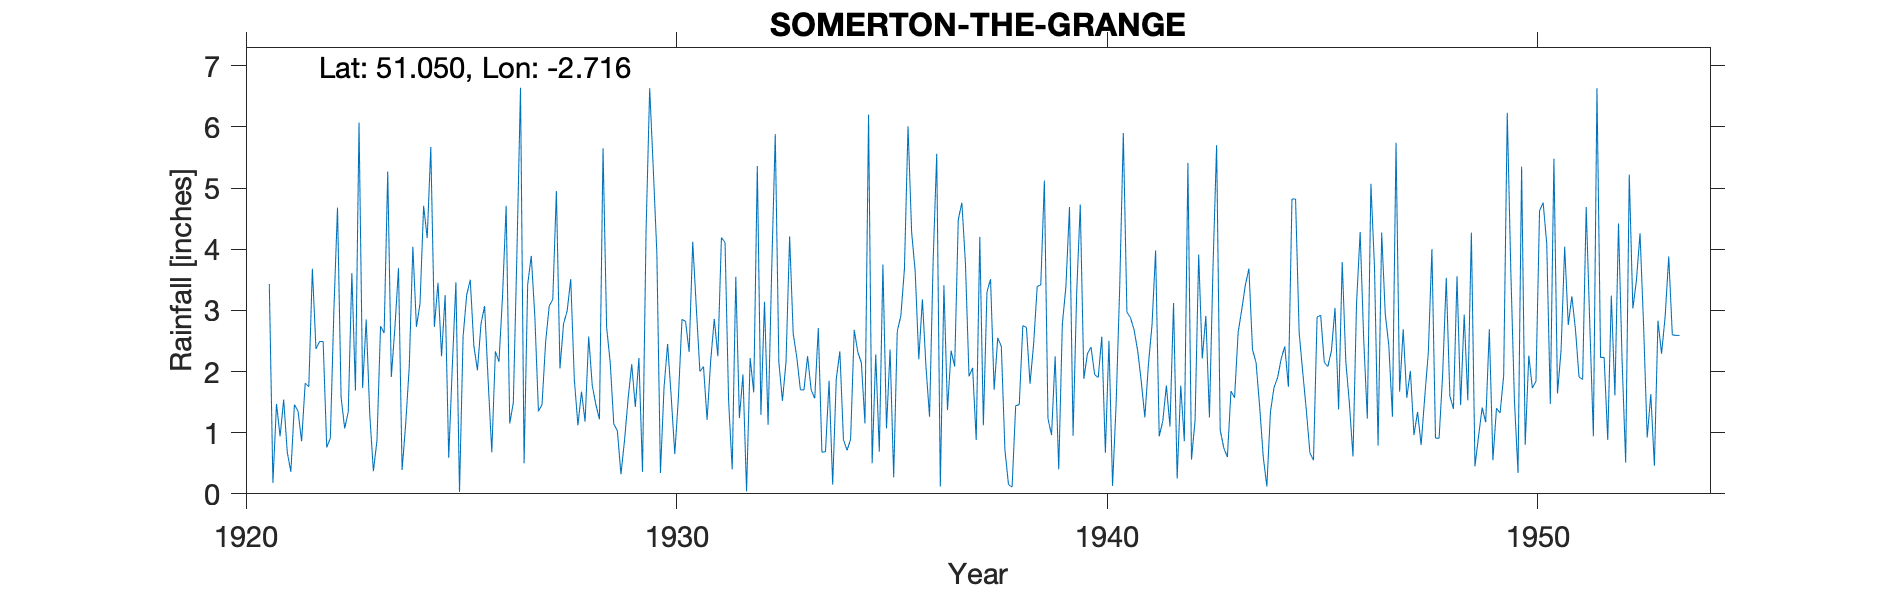 SOMERTON-THE-GRANGE
Lat: 51.050, Lon: -2.716
7
6
5
4
3
2
1
0
Rainfall [inches]
1920 1930 1940 1950
Year